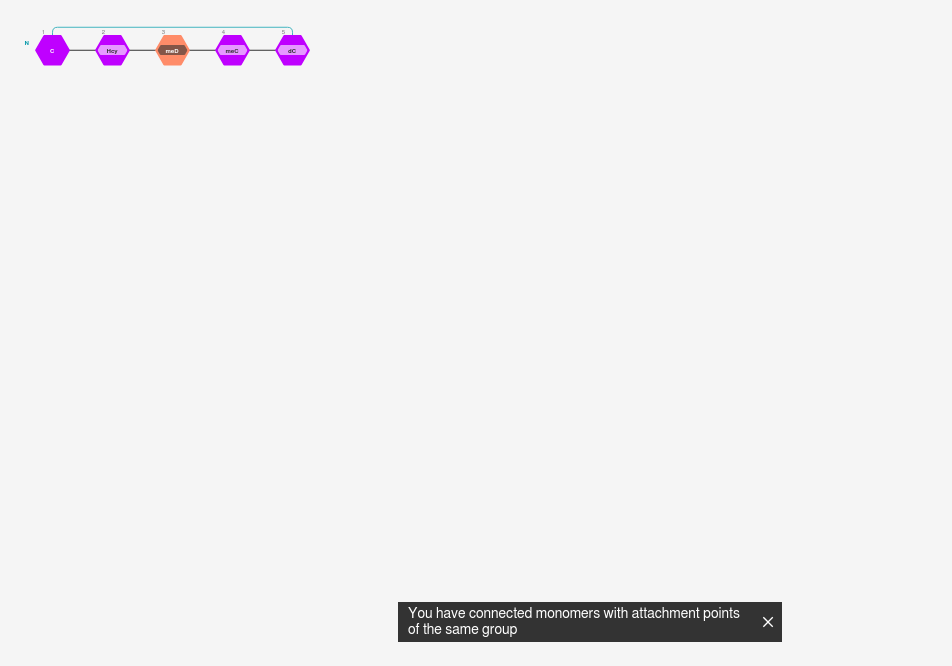 1 2 3 4 5
N C Hcy meD meC dC
You have connected monomers with attachment points
of the same group